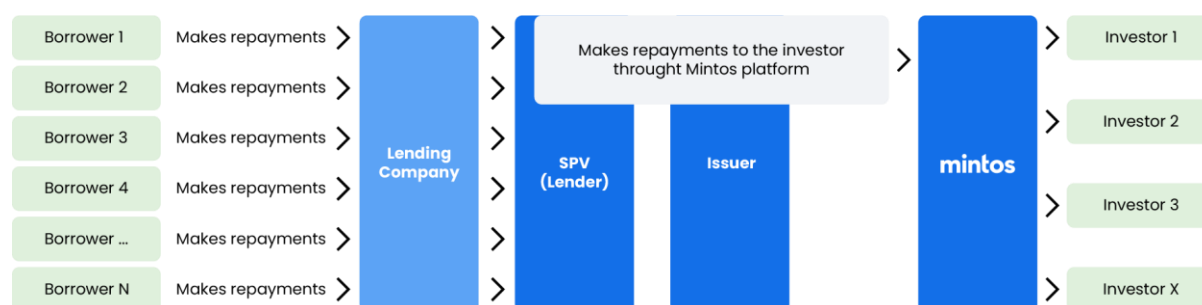 Borrower 1
Makes repayments
Borrower 2
Makes repayments
Borrower 3
Makes repayments
Borrower 4
Makes repayments
Borrower ...
Makes repayments
Borrower N
Makes repayments
Lending
Company
SPV
(Lender)
Makes repayments to the investor
throught Mintos platform
Issuer
mintos
Investor 1
Investor 2
Investor 3
Investor X